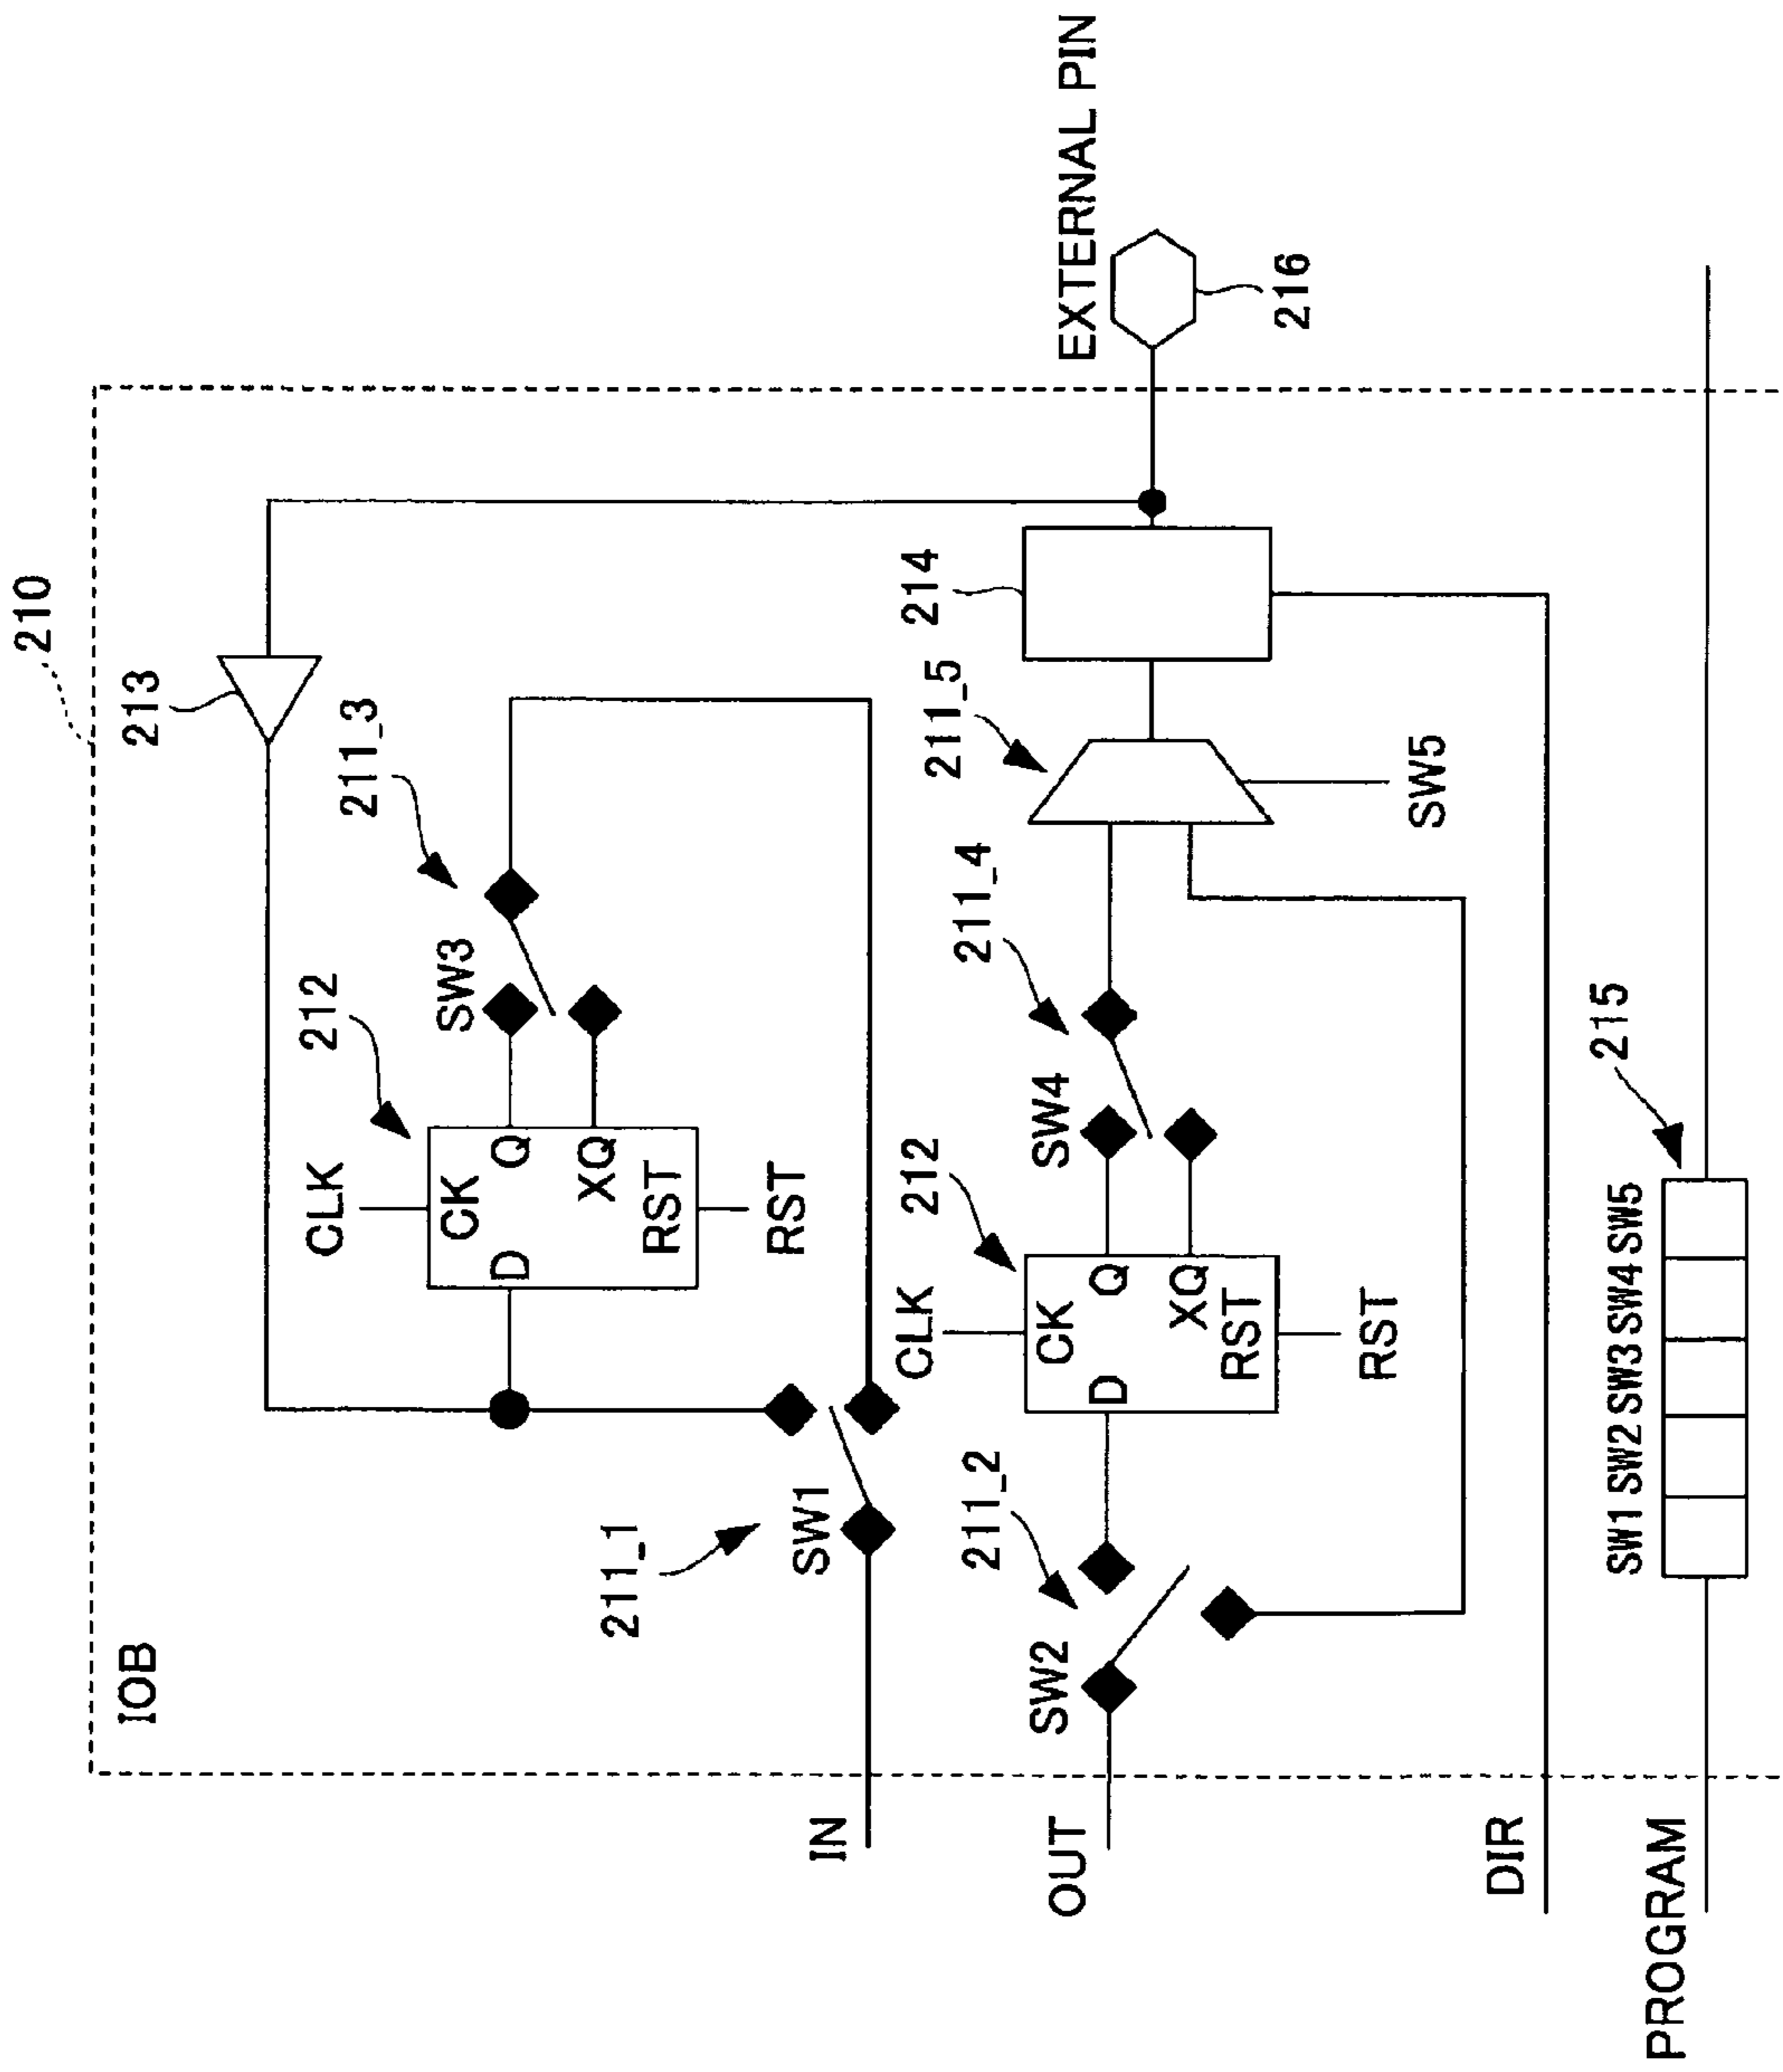 210
IOB
213
211_3
212
SW3
CLK
CK
D
Q
XQ
RST
RST
211_1
SW1
IN
EXTERNAL PIN
216
214
211_5
211_4
SW4
212
CLK
CK
D
Q
XQ
RST
RST
211_2
SW2
OUT
SW5
DIR
215
SW1 SW2 SW3 SW4 SW5
PROGRAM